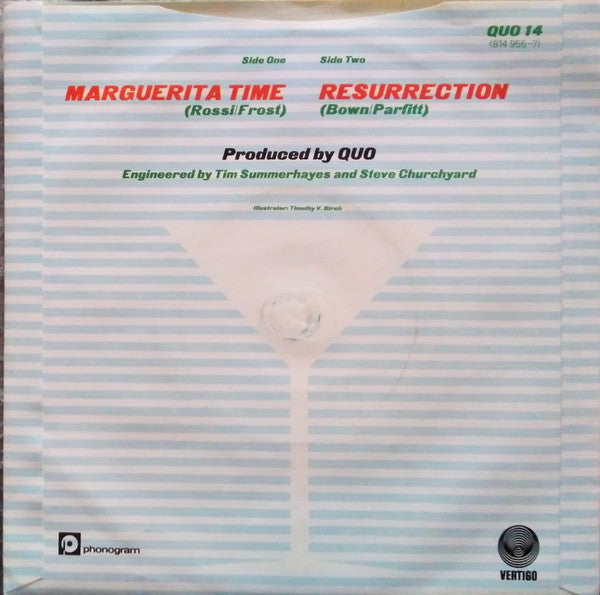 QUO 14
(814 955-7)
Side One Side Two
MARGUERITA TIME RESURRECTION
(Rossi/Frost) (Bown/Parfitt)
Produced by QUO
Engineered by Tim Summerhayes and Steve Churchyard
Illustrator: Timothy V. Birch
phonogram
VERTIGO